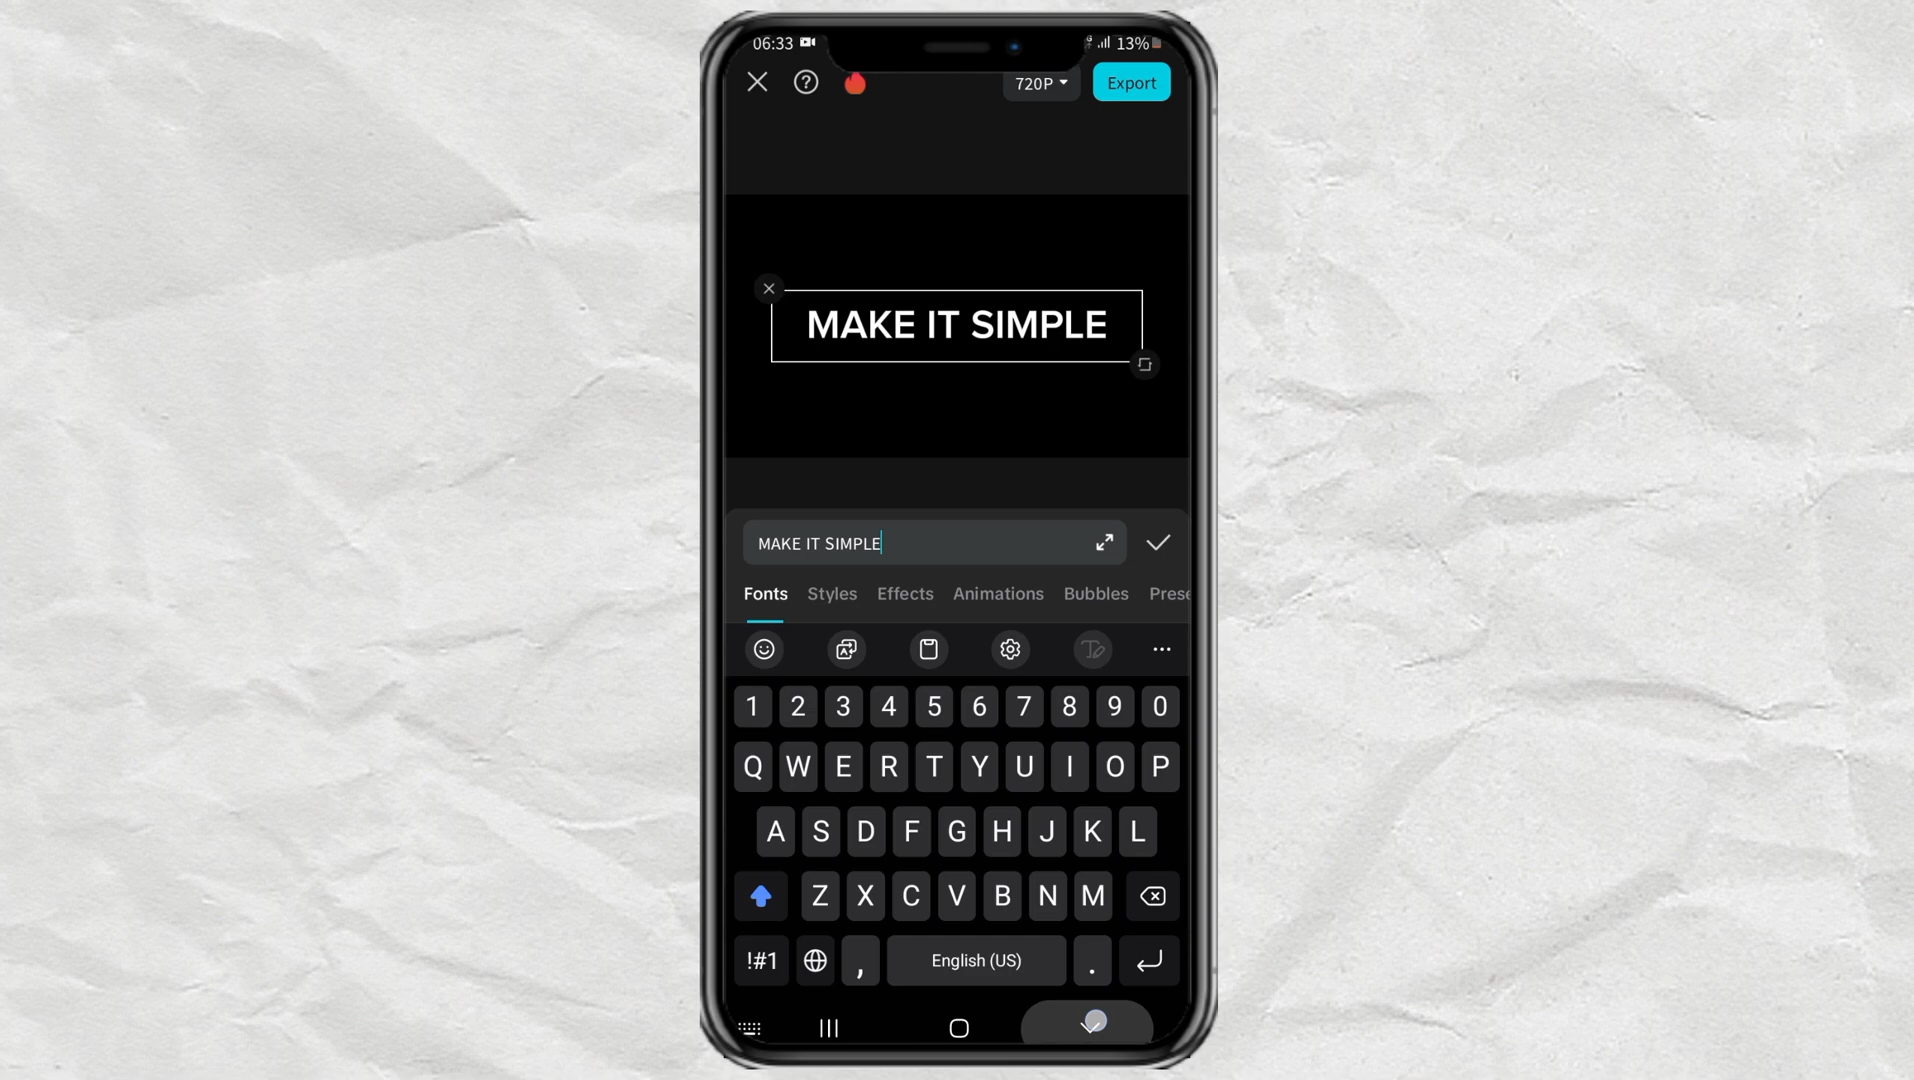 06:33 13%
720P Export
MAKE IT SIMPLE
MAKE IT SIMPLE
Fonts Styles Effects Animations Bubbles Prese
1 2 3 4 5 6 7 8 9 0
Q W E R T Y U I O P
A S D F G H J K L
Z X C V B N M
!#1 , English (US) .